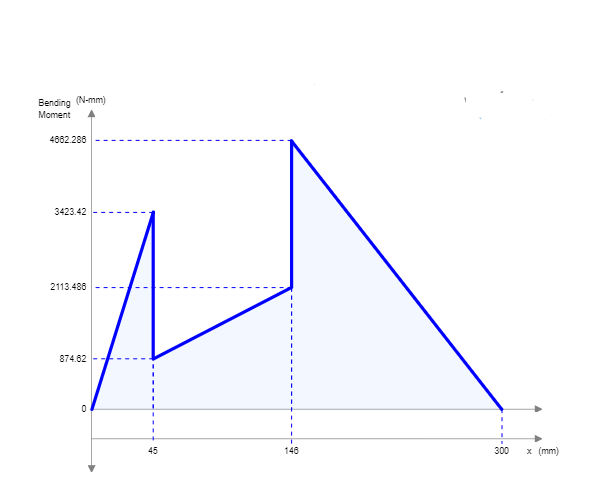 Bending (N-mm)
Moment
4662.286
3423.42
2113.486
874.62
0
45 146 300 x (mm)